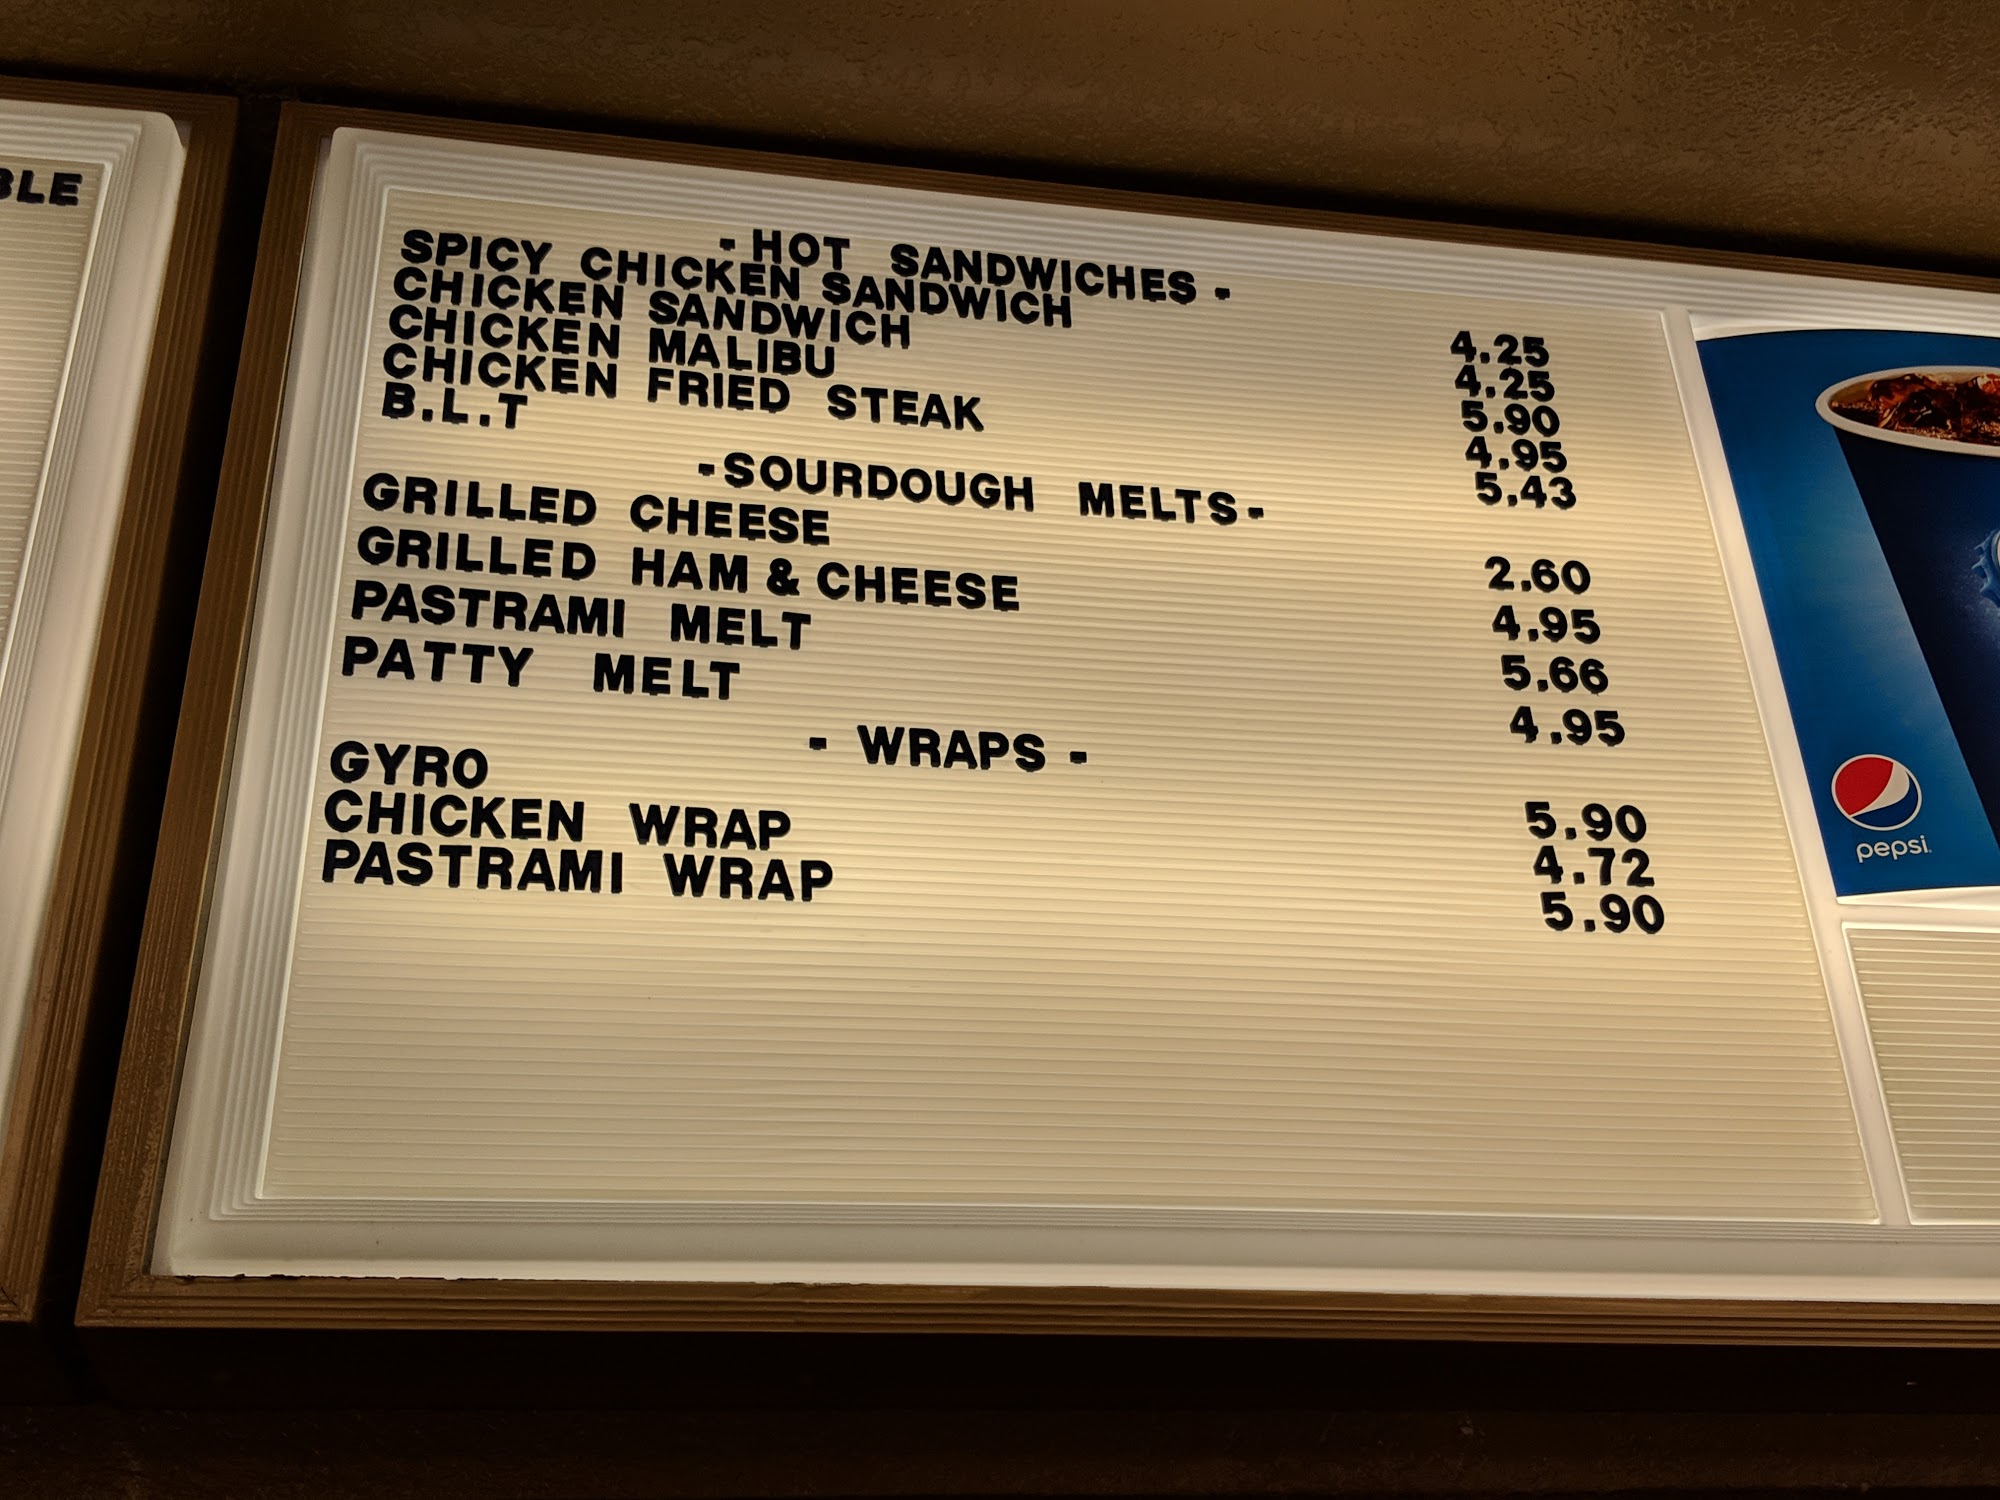 BLE
- HOT SANDWICHES -
SPICY CHICKEN SANDWICH 4.25
CHICKEN SANDWICH 4.25
CHICKEN MALIBU 5.90
CHICKEN FRIED STEAK 4.95
B.L.T 5.43
-SOURDOUGH MELTS-
GRILLED CHEESE 2.60
GRILLED HAM & CHEESE 4.95
PASTRAMI MELT 5.66
PATTY MELT 4.95
- WRAPS -
GYRO 5.90
CHICKEN WRAP 4.72
PASTRAMI WRAP 5.90
pepsi